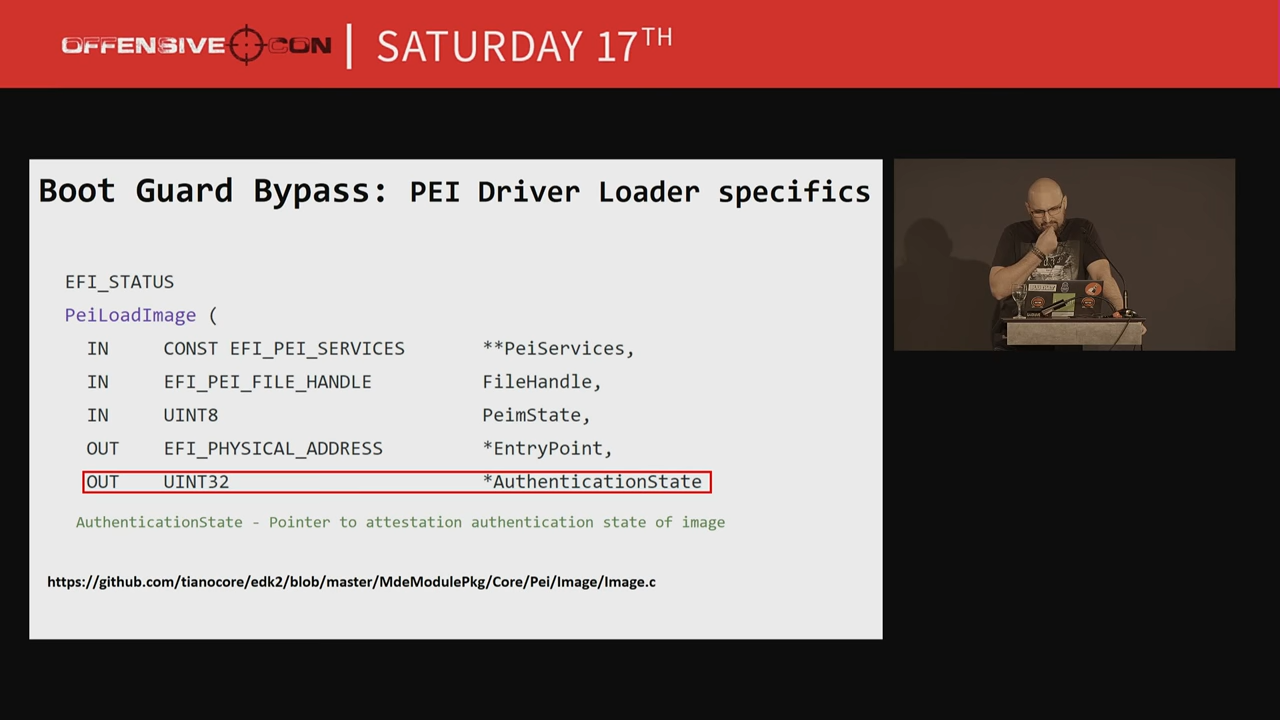 OFFENSIVE CON | SATURDAY 17TH
Boot Guard Bypass: PEI Driver Loader specifics
EFI_STATUS
PeiLoadImage (
IN CONST EFI_PEI_SERVICES **PeiServices,
IN EFI_PEI_FILE_HANDLE FileHandle,
IN UINT8 PeimState,
OUT EFI_PHYSICAL_ADDRESS *EntryPoint,
OUT UINT32 *AuthenticationState
AuthenticationState - Pointer to attestation authentication state of image
https://github.com/tianocore/edk2/blob/master/MdeModulePkg/Core/Pei/Image/Image.c